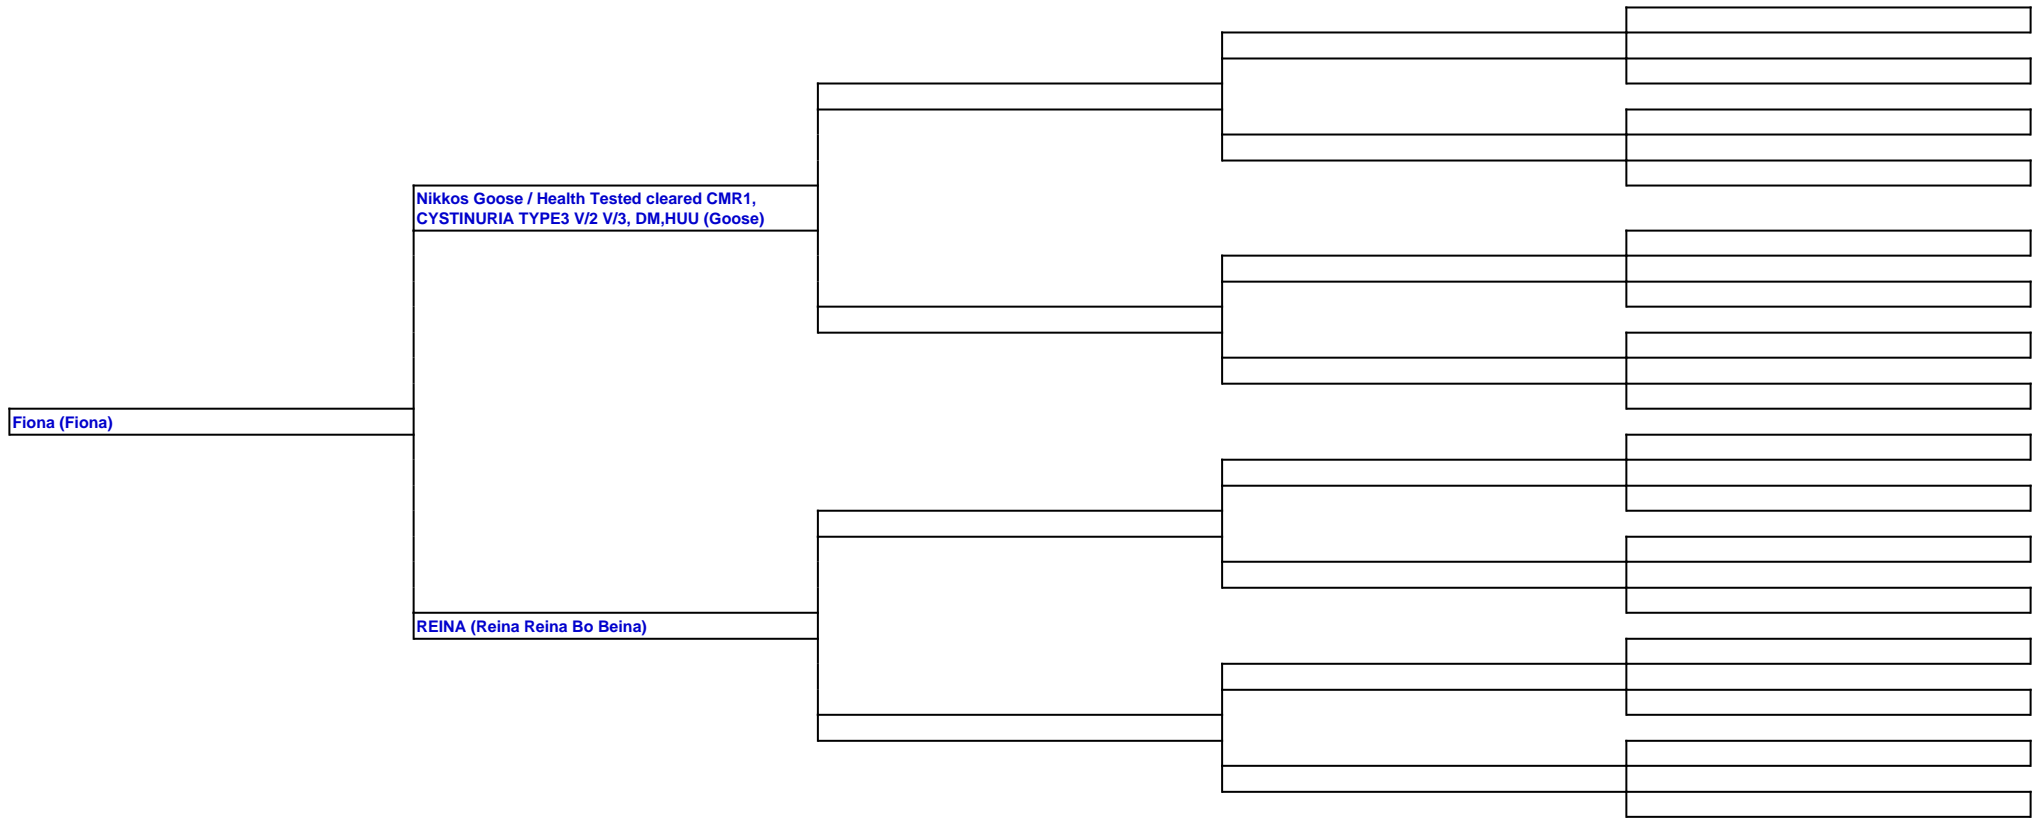 Nikkos Goose / Health Tested cleared CMR1,
CYSTINURIA TYPE3 V/2 V/3, DM,HUU (Goose)
Fiona (Fiona)
REINA (Reina Reina Bo Beina)